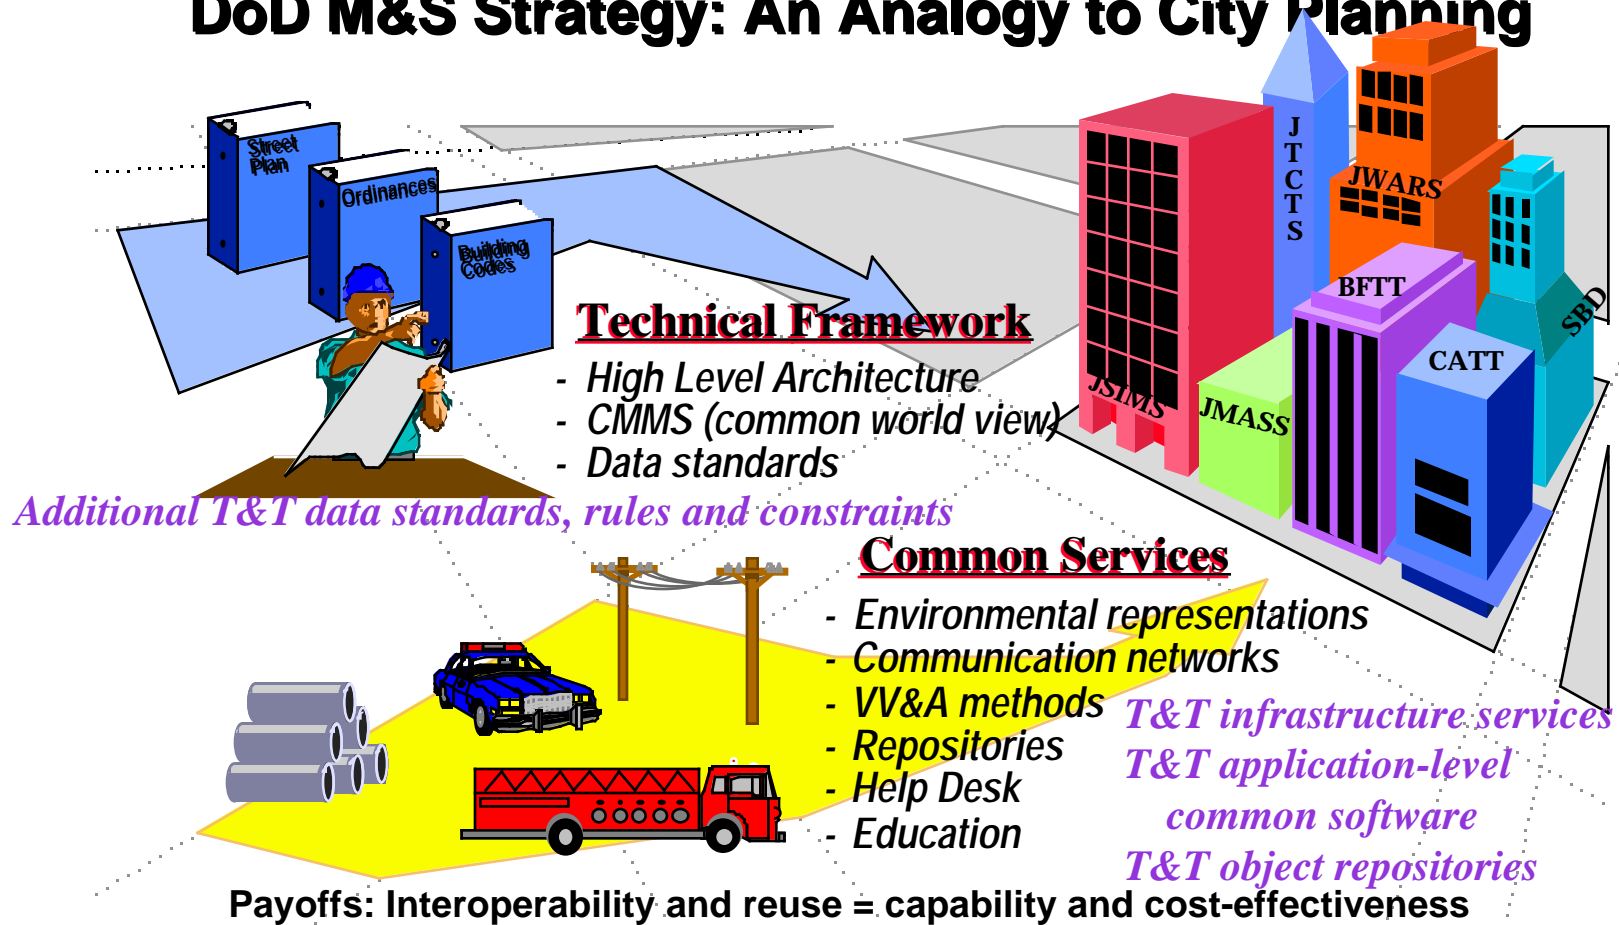 DoD M&S Strategy: An Analogy to City Planning
Street
Plan
Ordinances
Building
Codes
JTCTS
JWARS
BFTT
SBD
CATT
JSIMS
JMASS
Technical Framework
- High Level Architecture
- CMMS (common world view)
- Data standards
Additional T&T data standards, rules and constraints
Common Services
- Environmental representations
- Communication networks
- VV&A methods
- Repositories
- Help Desk
- Education
T&T infrastructure services
T&T application-level
common software
T&T object repositories
Payoffs: Interoperability and reuse = capability and cost-effectiveness